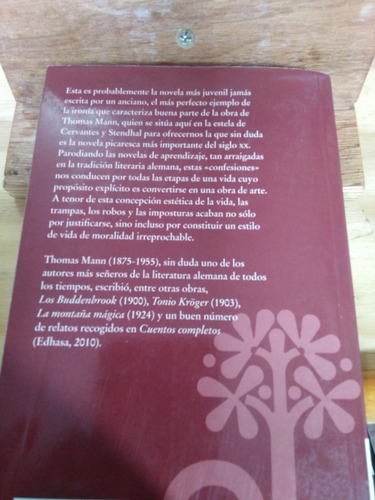 Esta es probablemente la novela más juvenil jamás
escrita por un anciano, el más perfecto ejemplo de
la ironía que caracteriza buena parte de la obra de
Thomas Mann, quien se sitúa aquí en la estela de
Cervantes y Stendhal para ofrecernos la que sin duda
es la novela picaresca más importante del siglo XX.
Parodiando las novelas de aprendizaje, tan arraigadas
en la tradición literaria alemana, estas «confesiones»
nos conducen por todas las etapas de una vida cuyo
propósito explícito es convertirse en una obra de arte.
A tenor de esta concepción estética de la vida, las
trampas, los robos y las imposturas acaban no sólo
por justificarse, sino incluso por constituir un estilo
de vida de moralidad irreprochable.
Thomas Mann (1875-1955), sin duda uno de los
autores más señeros de la literatura alemana de todos
los tiempos, escribió, entre otras obras,
Los Buddenbrook (1900), Tonio Kröger (1903),
La montaña mágica (1924) y un buen número
de relatos recogidos en Cuentos completos
(Edhasa, 2010).